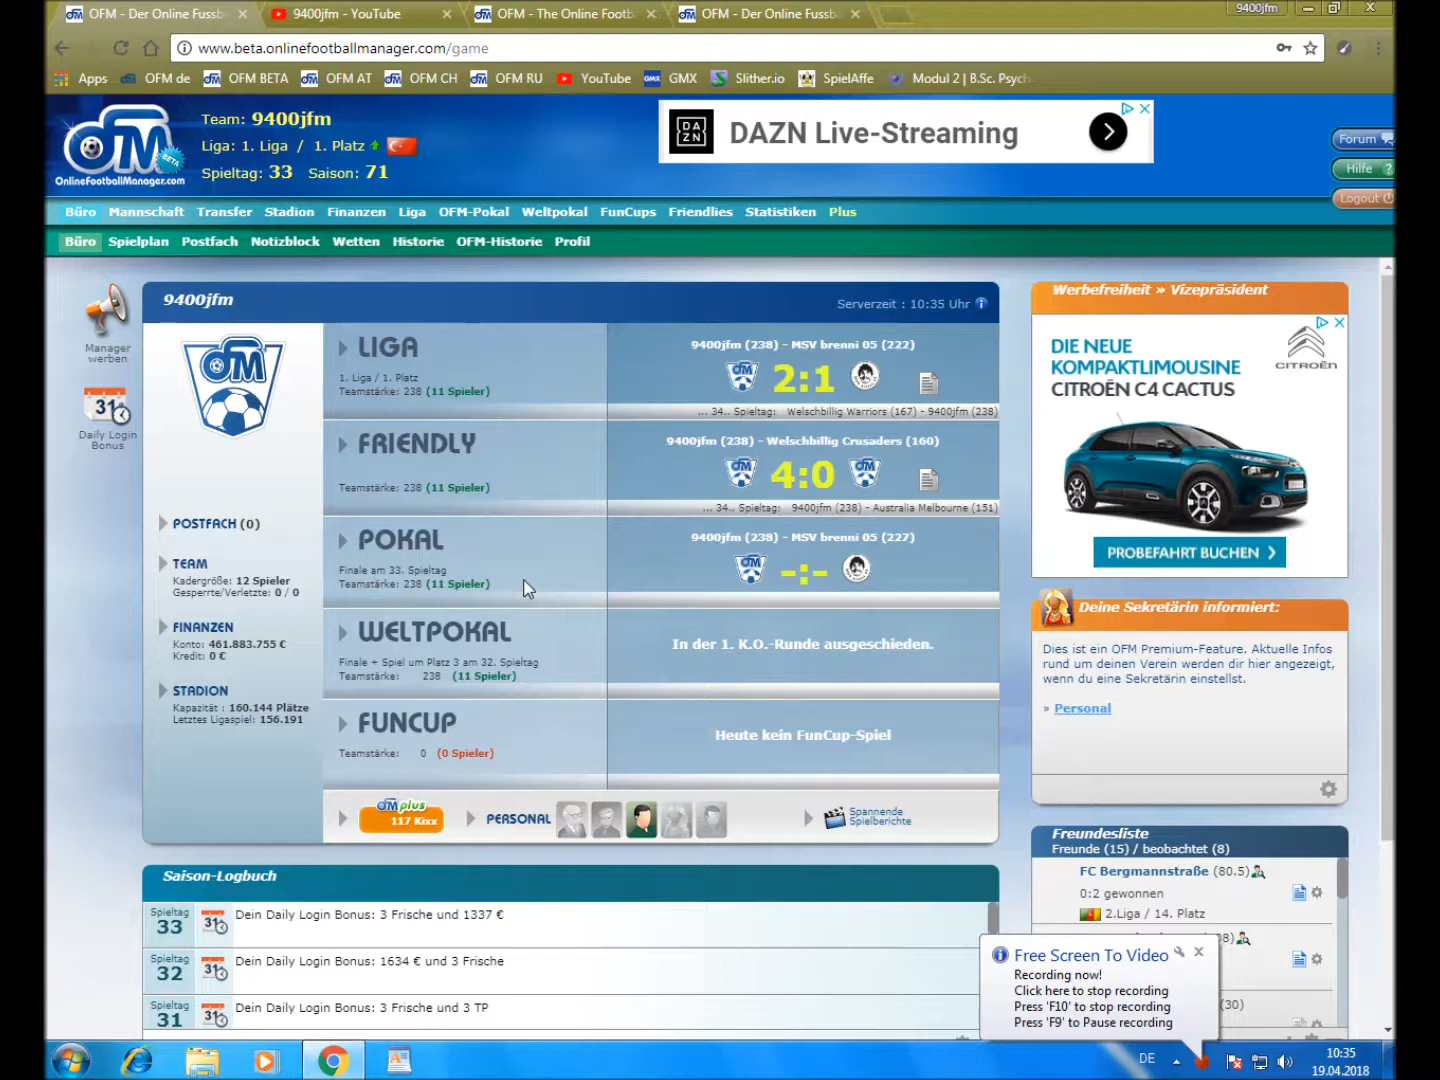 OFM - Der Online Fussb
9400jfm - YouTube
OFM - The Online Footb
OFM - Der Online Fussb
9400jfm
www.beta.onlinefootballmanager.com/game
Apps
OFM de
OFM BETA
OFM AT
OFM CH
OFM RU
YouTube
GMX
Slither.io
SpielAffe
Modul 2 | B.Sc. Psych
OFM
BETA
OnlineFootballManager.com
Team: 9400jfm
Liga: 1. Liga / 1. Platz
Spieltag: 33 Saison: 71
DAZN
DAZN Live-Streaming
Forum
Hilfe ?
Logout
Büro Mannschaft Transfer Stadion Finanzen Liga OFM-Pokal Weltpokal FunCups Friendlies Statistiken Plus
Büro Spielplan Postfach Notizblock Wetten Historie OFM-Historie Profil
Manager
werben
31
Daily Login
Bonus
9400jfm
Serverzeit : 10:35 Uhr
OFM
POSTFACH (0)
TEAM
Kadergröße: 12 Spieler
Gesperrte/Verletzte: 0 / 0
FINANZEN
Konto: 461.883.755 €
Kredit: 0 €
STADION
Kapazität : 160.144 Plätze
Letztes Ligaspiel: 156.191
LIGA
1. Liga / 1. Platz
Teamstärke: 238 (11 Spieler)
9400jfm (238) - MSV brenni 05 (222)
2:1
... 34. Spieltag: Welschbillig Warriors (167) - 9400jfm (238)
FRIENDLY
Teamstärke: 238 (11 Spieler)
9400jfm (238) - Welschbillig Crusaders (160)
4:0
... 34.. Spieltag: 9400jfm (238) - Australia Melbourne (151)
POKAL
Finale am 33. Spieltag
Teamstärke: 238 (11 Spieler)
9400jfm (238) - MSV brenni 05 (227)
-:-
WELTPOKAL
Finale + Spiel um Platz 3 am 32. Spieltag
Teamstärke: 238 (11 Spieler)
In der 1. K.O.-Runde ausgeschieden.
FUNCUP
Teamstärke: 0 (0 Spieler)
Heute kein FunCup-Spiel
OFM plus
117 Kixx
PERSONAL
Spannende
Spielberichte
Werbefreiheit » Vizepräsident
DIE NEUE
KOMPAKTLIMOUSINE
CITROËN C4 CACTUS
CITROËN
PROBEFAHRT BUCHEN
Deine Sekretärin informiert:
Dies ist ein OFM Premium-Feature. Aktuelle Infos
rund um deinen Verein werden dir hier angezeigt,
wenn du eine Sekretärin einstellst.
» Personal
Freundesliste
Freunde (15) / beobachtet (8)
FC Bergmannstraße (80.5)
0:2 gewonnen
2.Liga / 14. Platz
(30)
Saison-Logbuch
Spieltag
33
31
Dein Daily Login Bonus: 3 Frische und 1337 €
Spieltag
32
31
Dein Daily Login Bonus: 1634 € und 3 Frische
Spieltag
31
31
Dein Daily Login Bonus: 3 Frische und 3 TP
Free Screen To Video
Recording now!
Click here to stop recording
Press 'F10' to stop recording
Press 'F9' to Pause recording
DE
10:35
19.04.2018